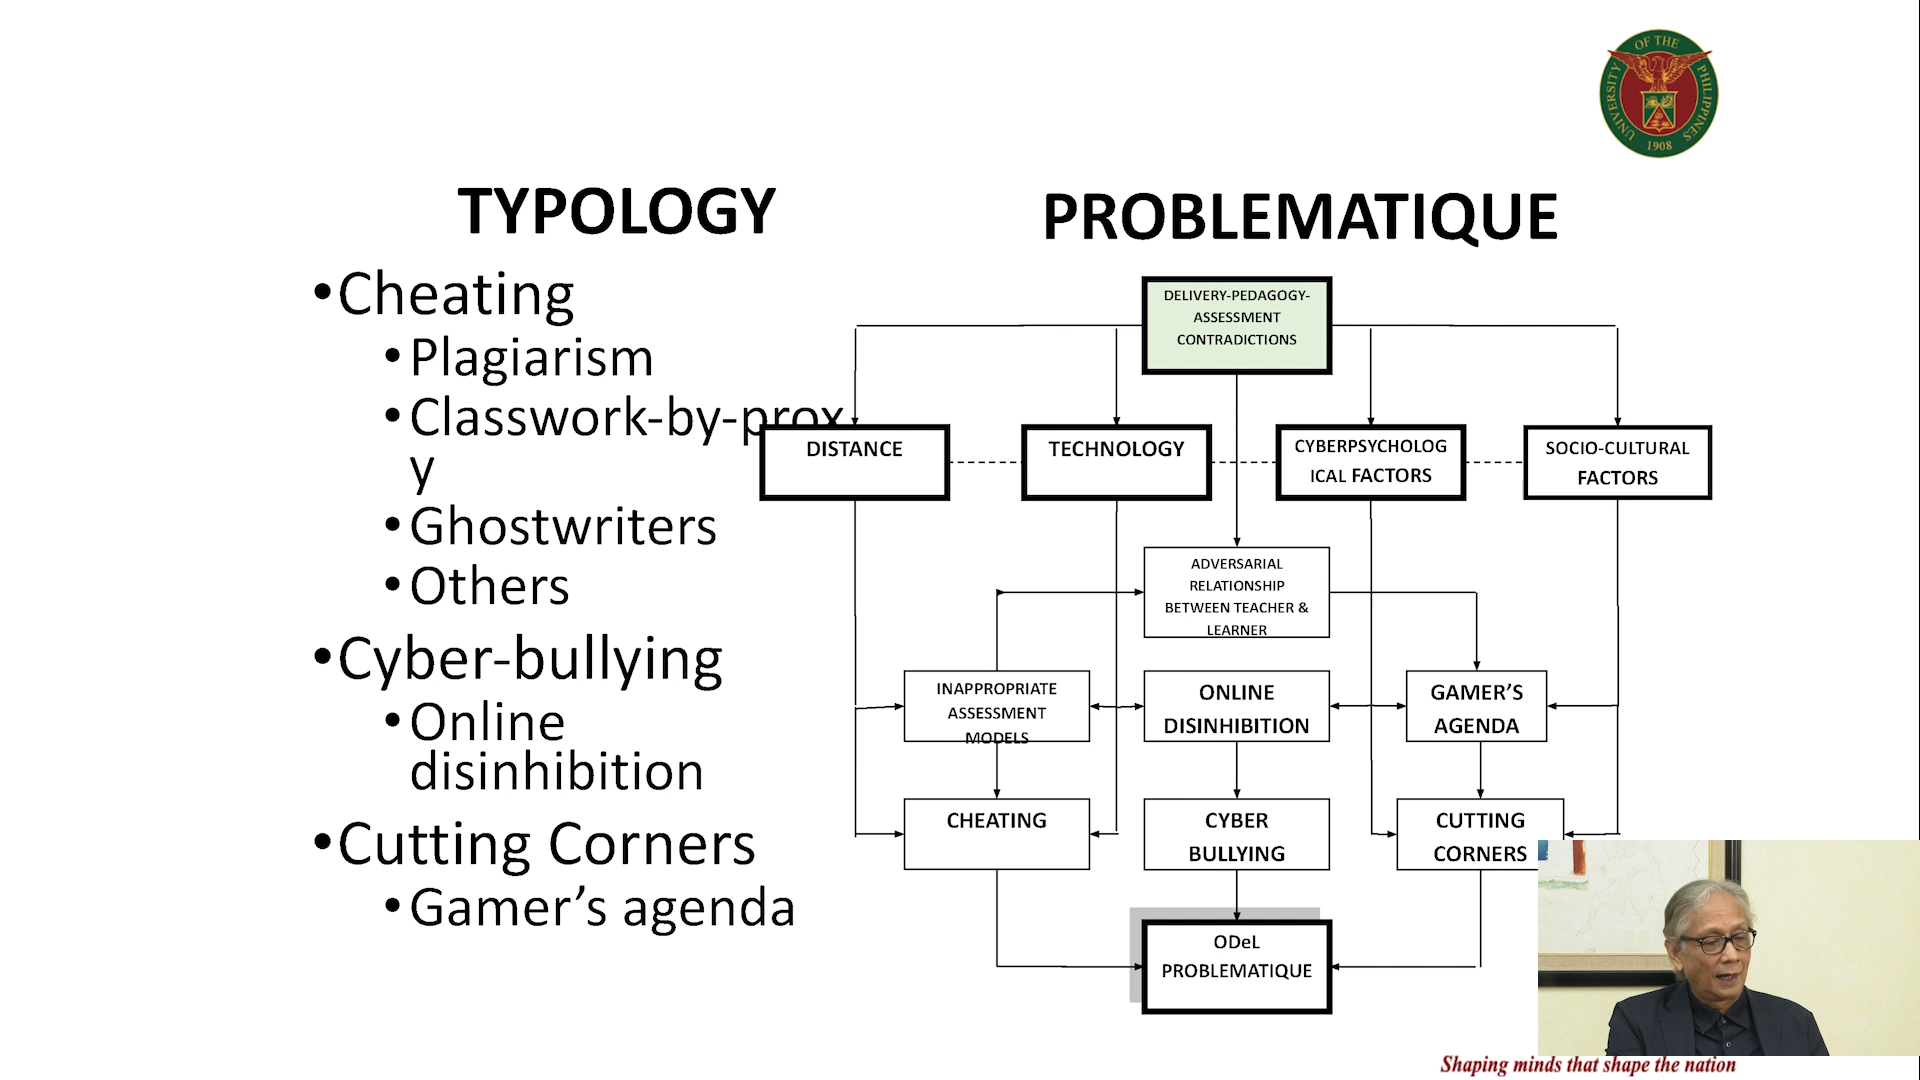 UNIVERSITY OF THE PHILIPPINES
1908
TYPOLOGY
•Cheating
•Plagiarism
•Classwork-by-prox
y
•Ghostwriters
•Others
•Cyber-bullying
•Online
disinhibition
•Cutting Corners
•Gamer’s agenda
PROBLEMATIQUE
DELIVERY-PEDAGOGY-
ASSESSMENT
CONTRADICTIONS
DISTANCE
TECHNOLOGY
CYBERPSYCHOLOG
ICAL FACTORS
SOCIO-CULTURAL
FACTORS
ADVERSARIAL
RELATIONSHIP
BETWEEN TEACHER &
LEARNER
INAPPROPRIATE
ASSESSMENT
MODELS
ONLINE
DISINHIBITION
GAMER’S
AGENDA
CHEATING
CYBER
BULLYING
CUTTING
CORNERS
ODeL
PROBLEMATIQUE
Shaping minds that shape the nation